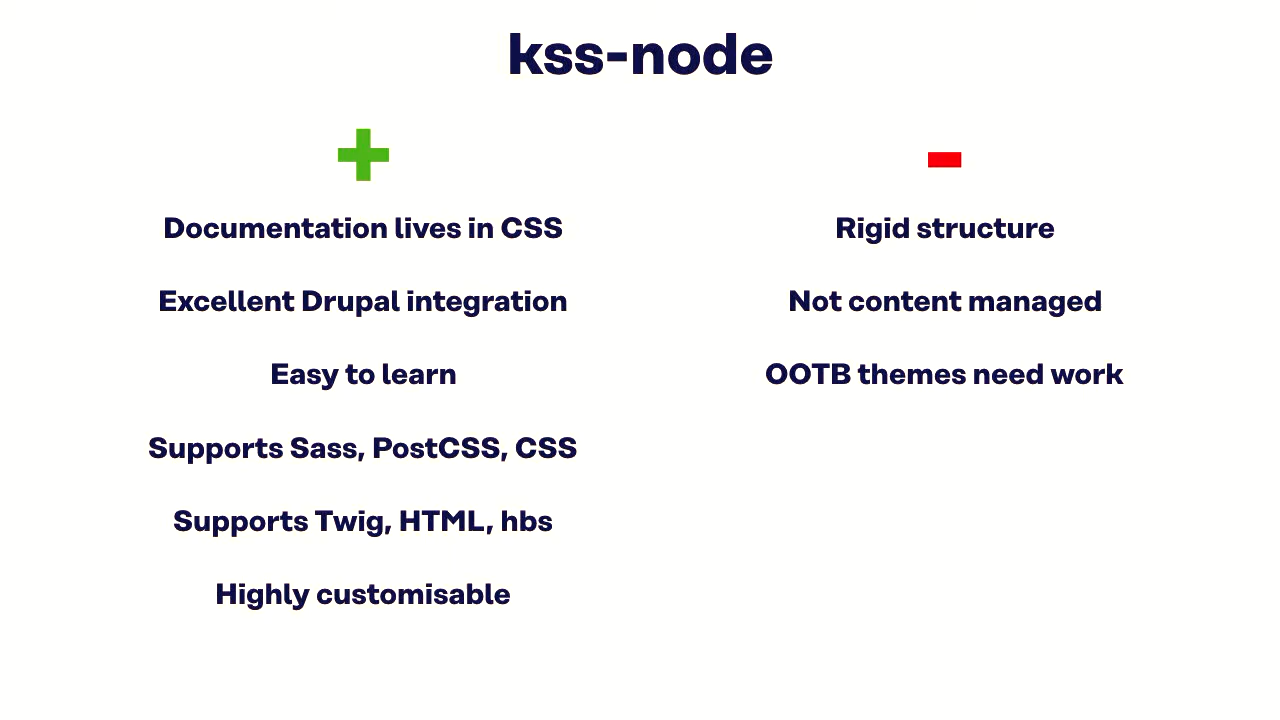 kss-node
+
Documentation lives in CSS
Excellent Drupal integration
Easy to learn
Supports Sass, PostCSS, CSS
Supports Twig, HTML, hbs
Highly customisable
-
Rigid structure
Not content managed
OOTB themes need work